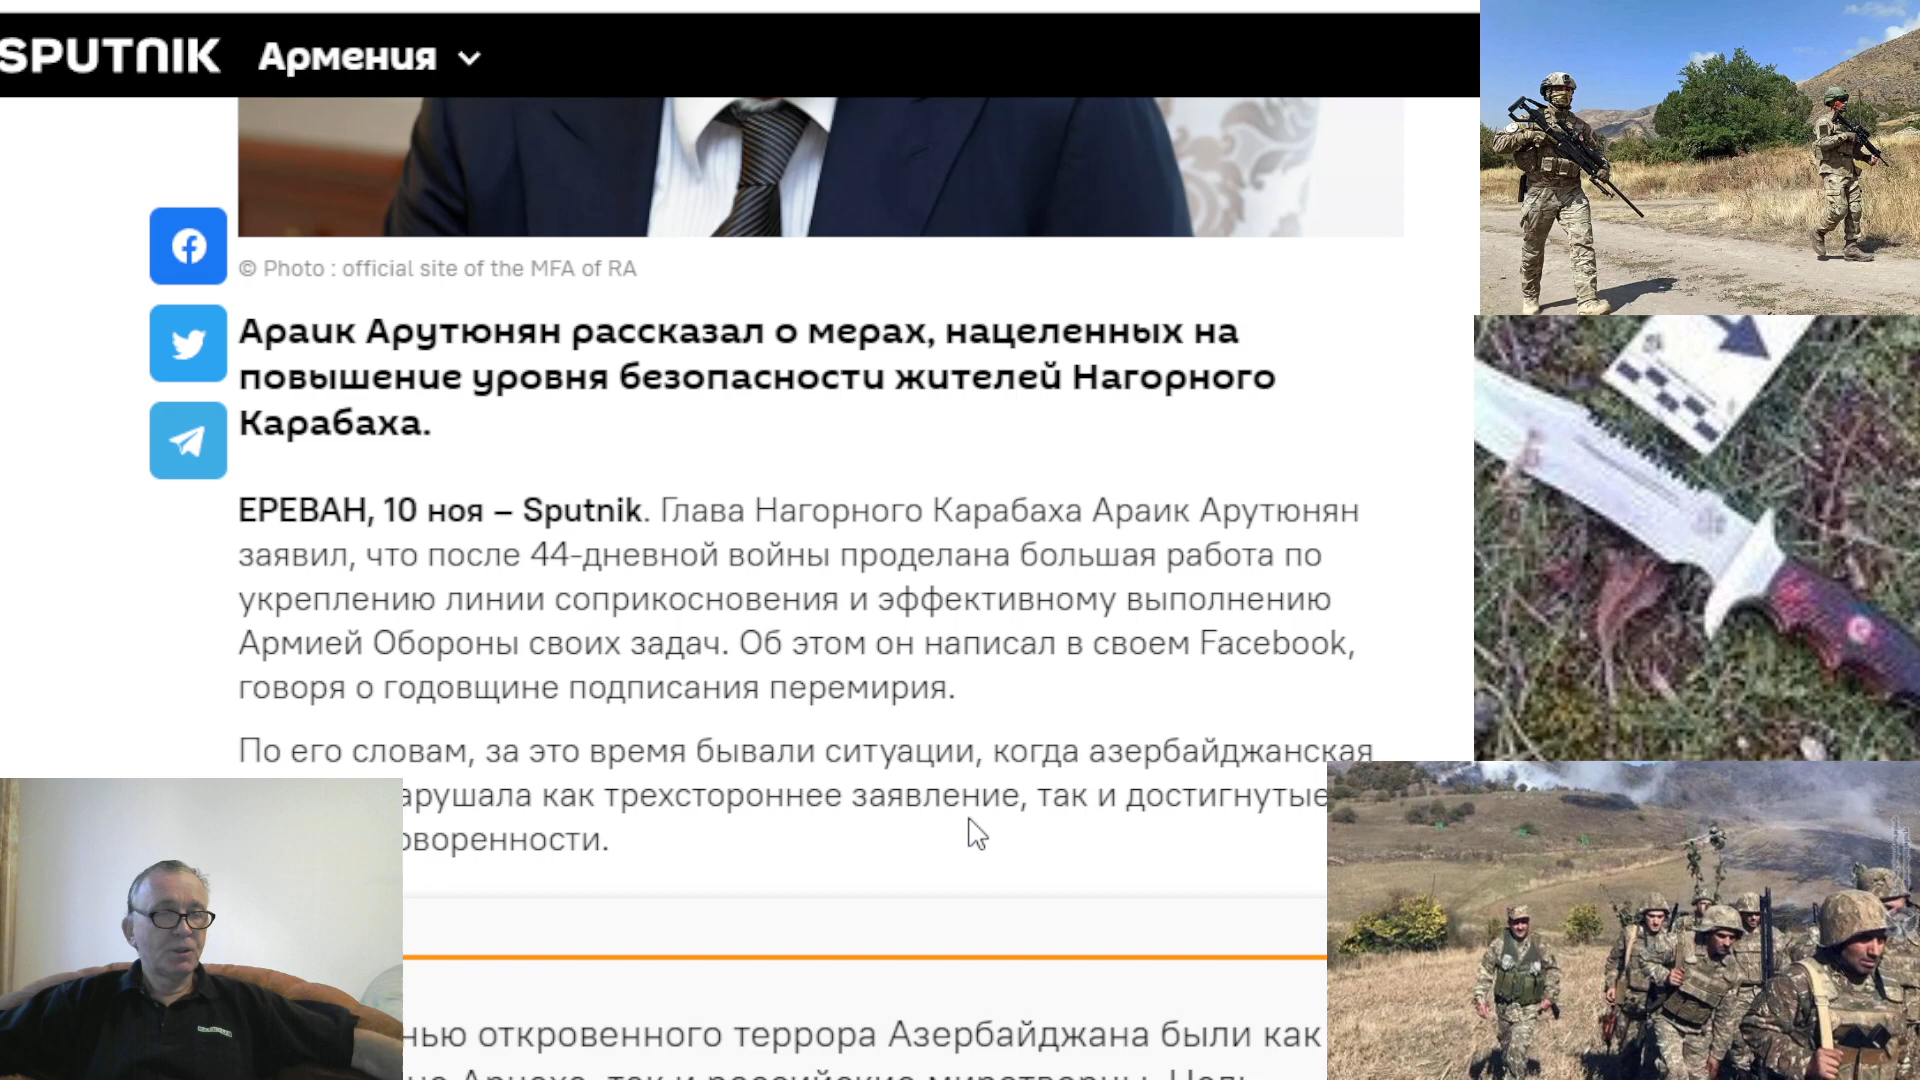 SPUTNIK Армения
© Photo : official site of the MFA of RA
Араик Арутюнян рассказал о мерах, нацеленных на
повышение уровня безопасности жителей Нагорного
Карабаха.
ЕРЕВАН, 10 ноя – Sputnik. Глава Нагорного Карабаха Араик Арутюнян
заявил, что после 44-дневной войны проделана большая работа по
укреплению линии соприкосновения и эффективному выполнению
Армией Обороны своих задач. Об этом он написал в своем Facebook,
говоря о годовщине подписания перемирия.
По его словам, за это время бывали ситуации, когда азербайджанская
арушала как трехстороннее заявление, так и достигнутые
оворенности.
нью откровенного террора Азербайджана были как